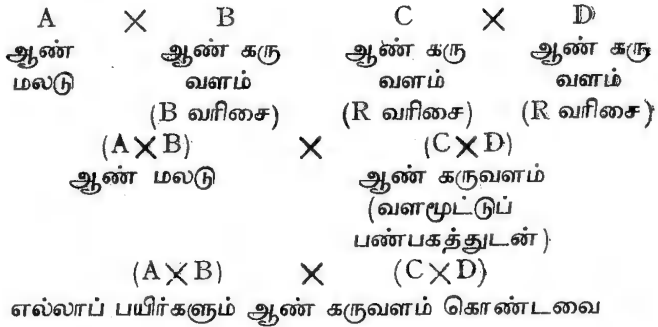 A × B C × D
ஆண் ஆண் கரு ஆண் கரு ஆண் கரு
மலடு வளம் வளம் வளம்
(B வரிசை) (R வரிசை) (R வரிசை)
(A × B) × (C × D)
ஆண் மலடு ஆண் கருவளம்
(வளமூட்டுப்
பண்பகத்துடன்)
(A × B) × (C × D)
எல்லாப் பயிர்களும் ஆண் கருவளம் கொண்டவை